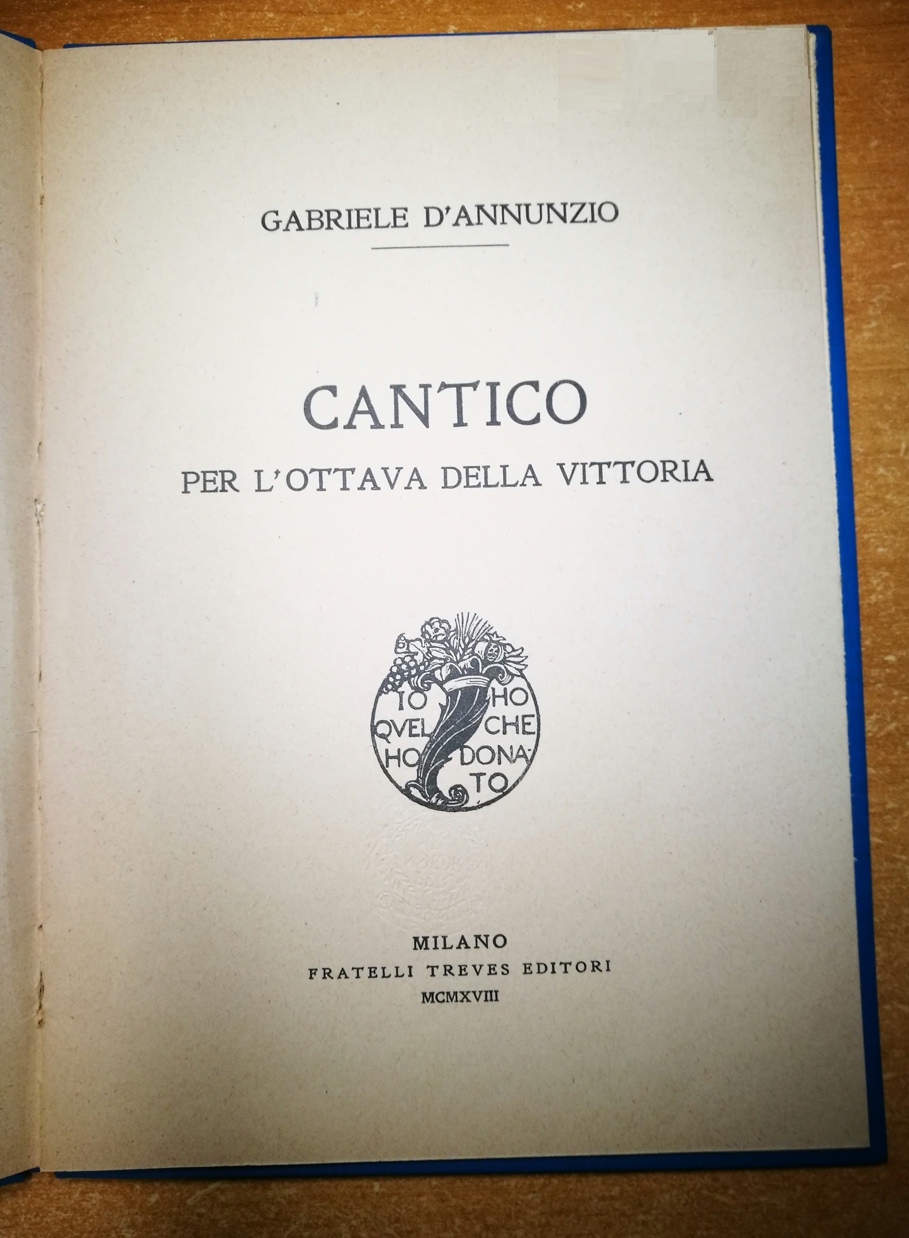 GABRIELE D'ANNUNZIO
CANTICO
PER L'OTTAVA DELLA VITTORIA
IO HO
QVEL CHE
HO DONA-
TO
MILANO
FRATELLI TREVES EDITORI
MCMXVIII